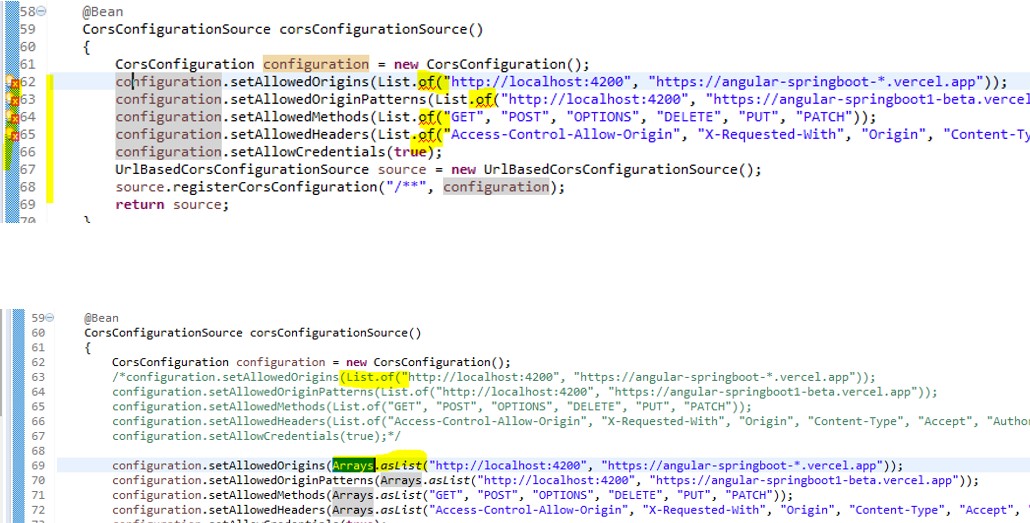 58 @Bean
59 CorsConfigurationSource corsConfigurationSource()
60 {
61 CorsConfiguration configuration = new CorsConfiguration();
62 configuration.setAllowedOrigins(List.of("http://localhost:4200", "https://angular-springboot-*.vercel.app"));
63 configuration.setAllowedOriginPatterns(List.of("http://localhost:4200", "https://angular-springboot1-beta.vercel
64 configuration.setAllowedMethods(List.of("GET", "POST", "OPTIONS", "DELETE", "PUT", "PATCH"));
65 configuration.setAllowedHeaders(List.of("Access-Control-Allow-Origin", "X-Requested-With", "Origin", "Content-Ty
66 configuration.setAllowCredentials(true);
67 UrlBasedCorsConfigurationSource source = new UrlBasedCorsConfigurationSource();
68 source.registerCorsConfiguration("/**", configuration);
69 return source;
70 }
59 @Bean
60 CorsConfigurationSource corsConfigurationSource()
61 {
62 CorsConfiguration configuration = new CorsConfiguration();
63 /*configuration.setAllowedOrigins(List.of("http://localhost:4200", "https://angular-springboot-*.vercel.app"));
64 configuration.setAllowedOriginPatterns(List.of("http://localhost:4200", "https://angular-springboot1-beta.vercel.app"));
65 configuration.setAllowedMethods(List.of("GET", "POST", "OPTIONS", "DELETE", "PUT", "PATCH"));
66 configuration.setAllowedHeaders(List.of("Access-Control-Allow-Origin", "X-Requested-With", "Origin", "Content-Type", "Accept", "Autho
67 configuration.setAllowCredentials(true);*/
68
69 configuration.setAllowedOrigins(Arrays.asList("http://localhost:4200", "https://angular-springboot-*.vercel.app"));
70 configuration.setAllowedOriginPatterns(Arrays.asList("http://localhost:4200", "https://angular-springboot1-beta.vercel.app"));
71 configuration.setAllowedMethods(Arrays.asList("GET", "POST", "OPTIONS", "DELETE", "PUT", "PATCH"));
72 configuration.setAllowedHeaders(Arrays.asList("Access-Control-Allow-Origin", "X-Requested-With", "Origin", "Content-Type", "Accept",
73 configuration.setAllowCredentials(true);